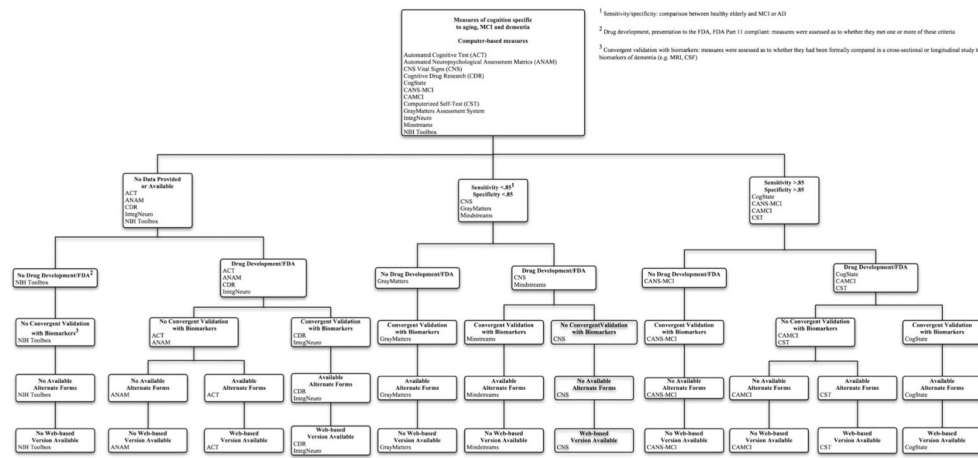 Measures of cognition specific
to aging, MCI and dementia
Computer-based measures
Automated Cognitive Test (ACT)
Automated Neuropsychological Assessment Matrics (ANAM)
CNS Vital Signs (CNS)
Cognitive Drug Research (CDR)
CogState
CANS-MCI
CAMCI
Computerized Self-Test (CST)
GrayMatters Assessment System
IntegNeuro
Minstreams
NIH Toolbox
1 Sensitivity/specificity: comparison between healthy elderly and MCI or AD
2 Drug development, presentation to the FDA, FDA Part 11 compliant: measures were assessed as to whether they met one or more of these criteria
3 Convergent validation with biomarkers: measures were assessed as to whether they had been formally compared in a cross-sectional or longitudinal study t
biomarkers of dementia (e.g. MRI, CSF)
No Data Provided
or Available
ACT
ANAM
CDR
IntegNeuro
NIH Toolbox
Sensitivity <.85 1
Specificity <.85
CNS
GrayMatters
Mindstreams
Sensitivity >.85
Specificity >.85
CogState
CANS-MCI
CAMCI
CST
No Drug Development/FDA 2
NIH Toolbox
Drug Development/FDA
ACT
ANAM
CDR
IntegNeuro
No Drug Development/FDA
GrayMatters
Drug Development/FDA
CNS
Mindstreams
No Drug Development/FDA
CANS-MCI
Drug Development/FDA
CogState
CAMCI
CST
No Convergent Validation
with Biomarkers 3
NIH Toolbox
No Convergent Validation
with Biomarkers
ACT
ANAM
Convergent Validation
with Biomarkers
CDR
IntegNeuro
Convergent Validation
with Biomarkers
GrayMatters
Convergent Validation
with Biomarkers
Mindstreams
No ConvergentValidation
with Biomarkers
CNS
Convergent Validation
with Biomarkers
CANS-MCI
No Convergent Validation
with Biomarkers
CAMCI
CST
Convergent Validation
with Biomarkers
CogState
No Available
Alternate Forms
NIH Toolbox
No Available
Alternate Forms
ANAM
Available
Alternate Forms
ACT
Available
Alternate Forms
CDR
IntegNeuro
Available
Alternate Forms
GrayMatters
Available
Alternate Forms
Mindstreams
No Available
Alternate Forms
CNS
No Available
Alternate Forms
CANS-MCI
No Available
Alternate Forms
CAMCI
Available
Alternate Forms
CST
Available
Alternate Forms
CogState
No Web-based
Version Available
NIH Toolbox
No Web-based
Version Available
ANAM
Web-based
Version Available
ACT
Web-based
Version Available
CDR
IntegNeuro
No Web-based
Version Available
GrayMatters
No Web-based
Version Available
Mindstreams
Web-based
Version Available
CNS
No Web-based
Version Available
CANS-MCI
No Web-based
Version Available
CAMCI
Web-based
Version Available
CST
Web-based
Version Available
CogState